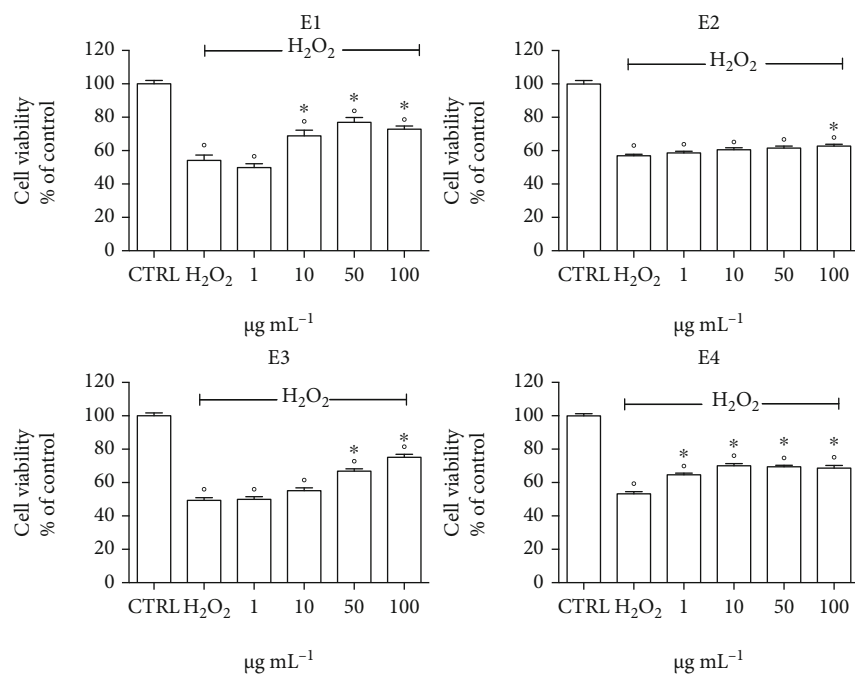 E1
H₂O₂
120
100
80
60
40
20
0
Cell viability
% of control
* * *
° ° ° ° °
CTRL H₂O₂ 1 10 50 100
µg mL⁻¹
E2
H₂O₂
120
100
80
60
40
20
0
Cell viability
% of control
*
° ° ° ° °
CTRL H₂O₂ 1 10 50 100
µg mL⁻¹
E3
H₂O₂
120
100
80
60
40
20
0
Cell viability
% of control
* *
° ° ° ° °
CTRL H₂O₂ 1 10 50 100
µg mL⁻¹
E4
H₂O₂
120
100
80
60
40
20
0
Cell viability
% of control
* * * *
° ° ° ° °
CTRL H₂O₂ 1 10 50 100
µg mL⁻¹